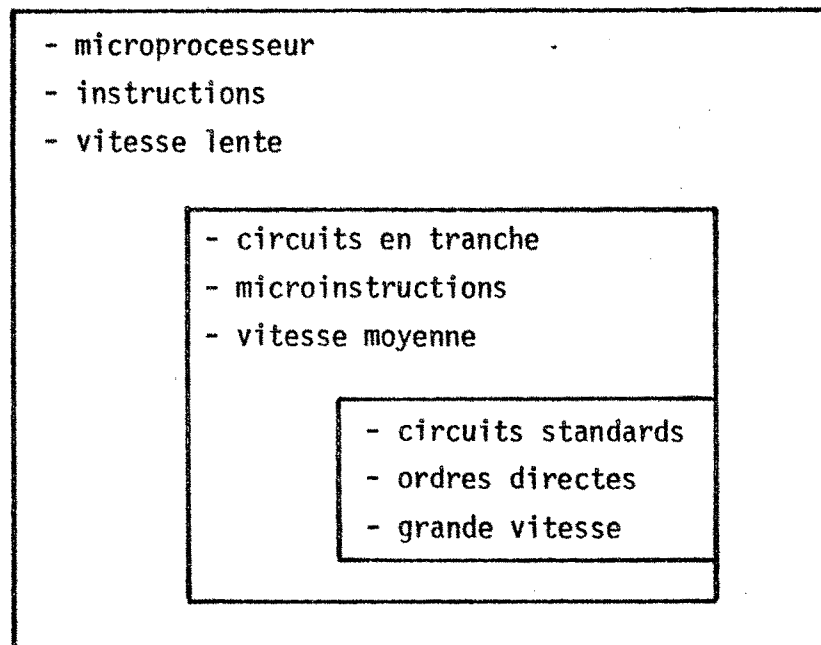 - microprocesseur
- instructions
- vitesse lente
- circuits en tranche
- microinstructions
- vitesse moyenne
- circuits standards
- ordres directes
- grande vitesse